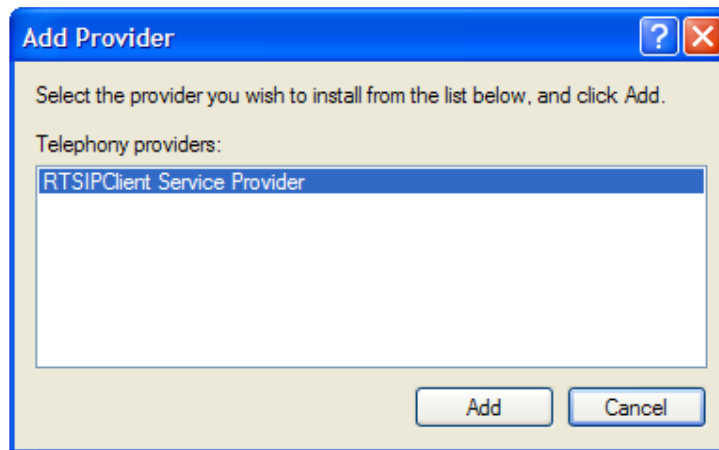 Add Provider
Select the provider you wish to install from the list below, and click Add.
Telephony providers:
RTSIPClient Service Provider
Add
Cancel